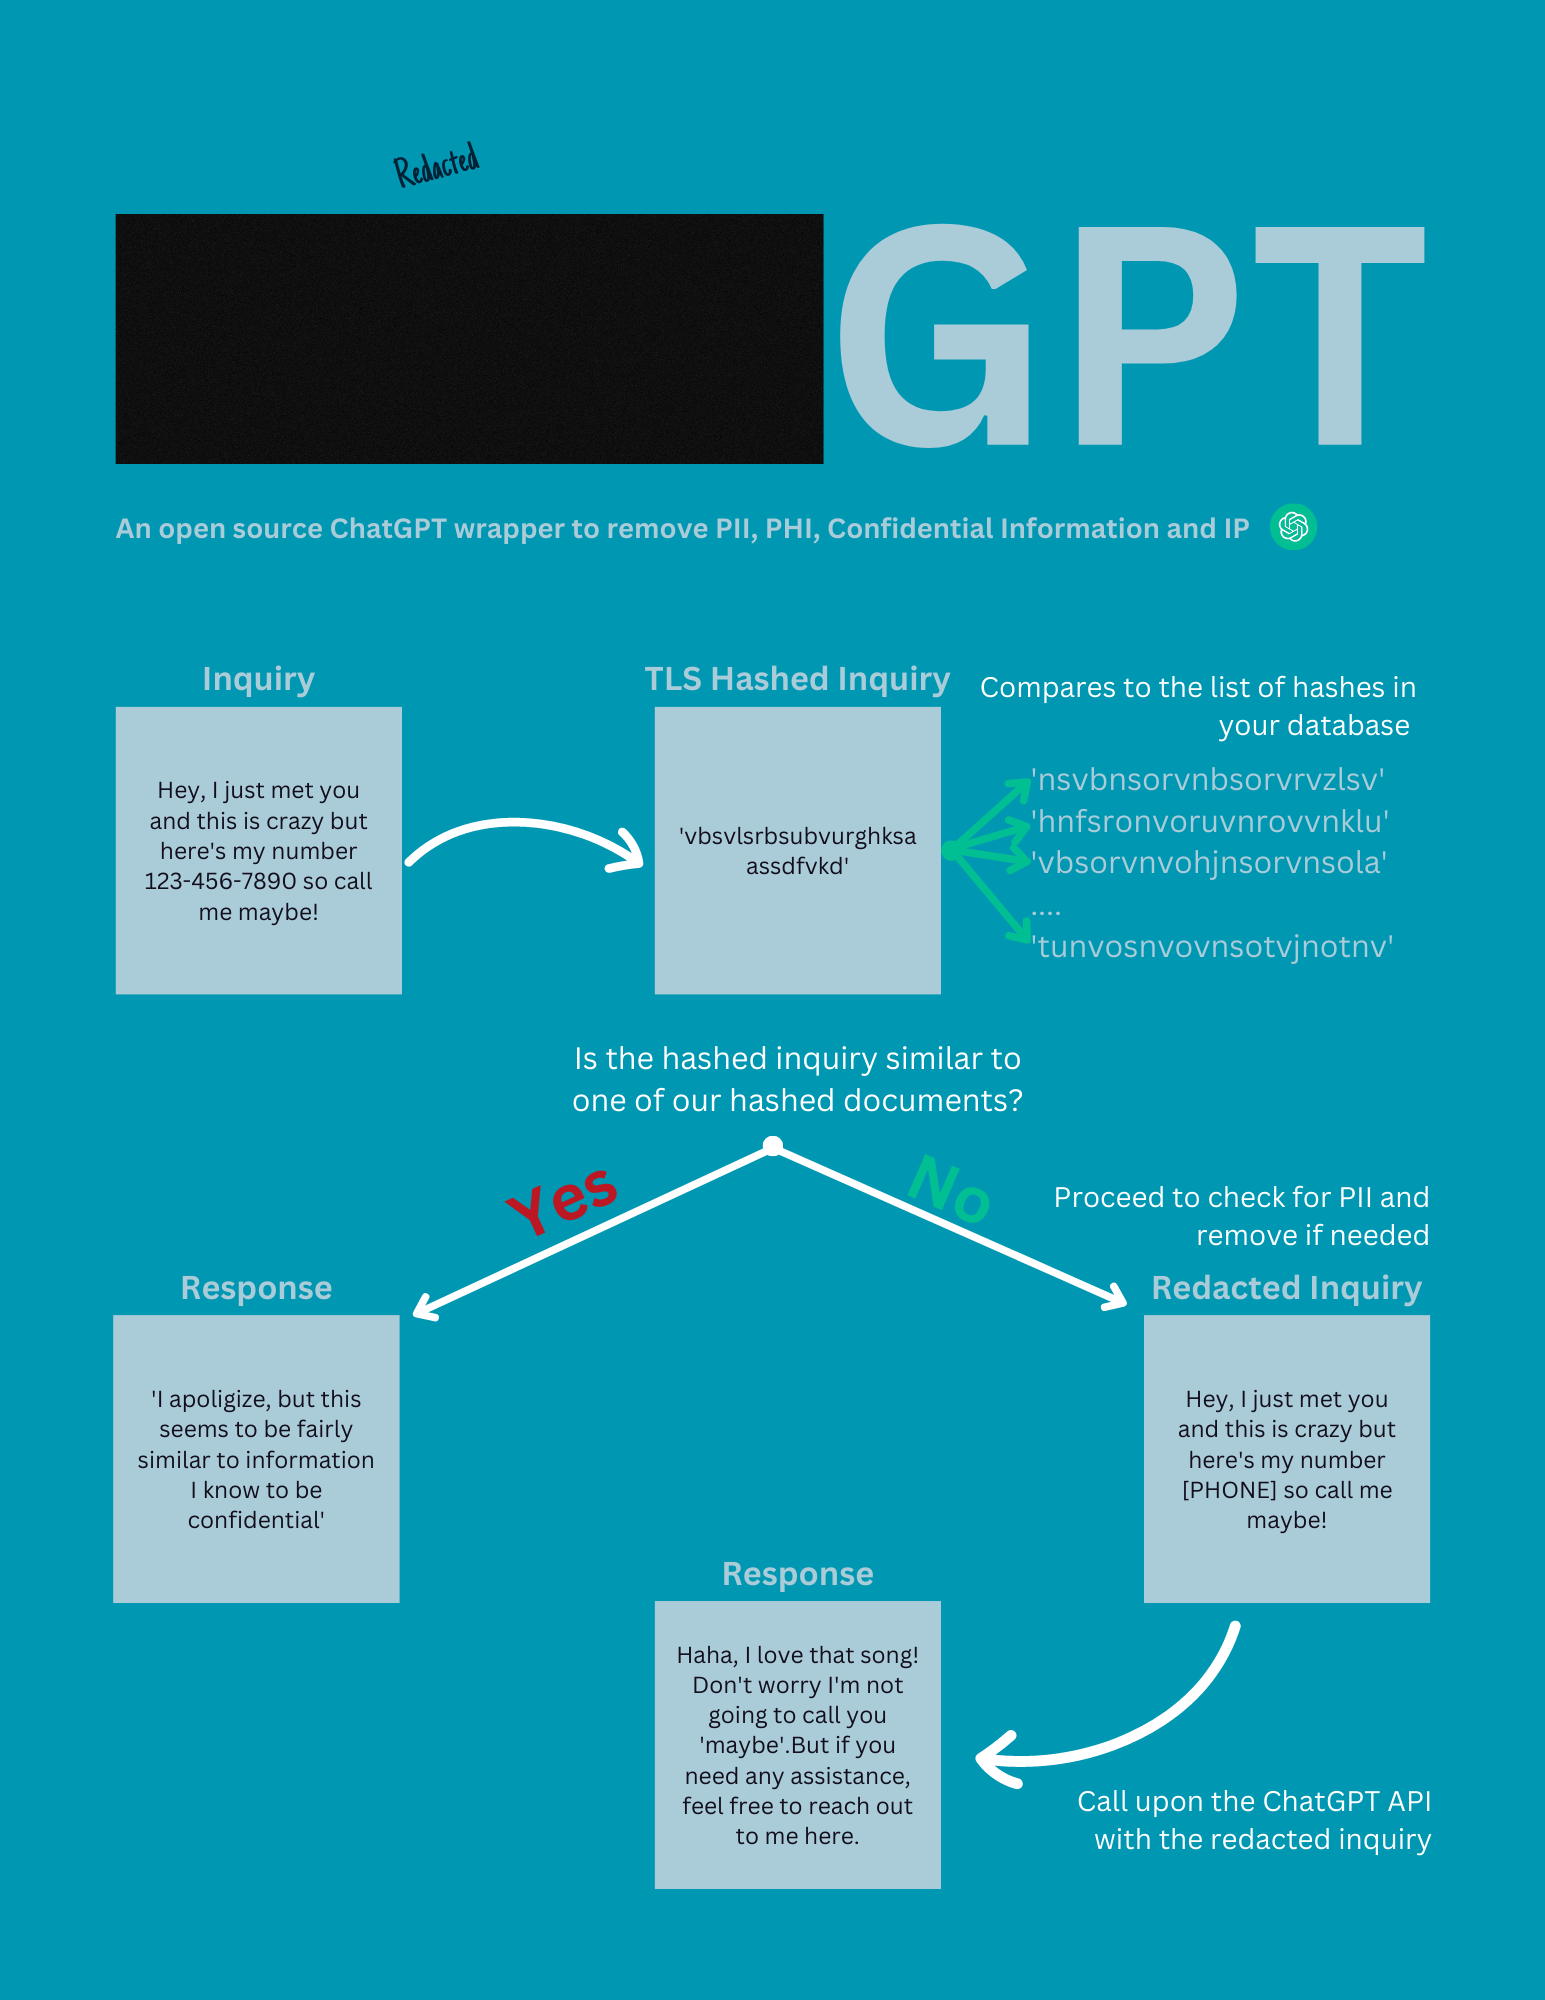 Redacted
GPT
An open source ChatGPT wrapper to remove PII, PHI, Confidential Information and IP
Inquiry
Hey, I just met you
and this is crazy but
here's my number
123-456-7890 so call
me maybe!
TLS Hashed Inquiry
'vbsvlsrbsubvurghksa
assdfvkd'
Compares to the list of hashes in
your database
'nsvbnsorvnbsorvrvzlsv'
'hnfsronvoruvnrovvnklu'
'vbsorvnvohjnsorvnsola'
....
'tunvosnvovnsotvjnotnv'
Is the hashed inquiry similar to
one of our hashed documents?
Yes
No
Proceed to check for PII and
remove if needed
Response
'I apoligize, but this
seems to be fairly
similar to information
I know to be
confidential'
Redacted Inquiry
Hey, I just met you
and this is crazy but
here's my number
[PHONE] so call me
maybe!
Response
Haha, I love that song!
Don't worry I'm not
going to call you
'maybe'.But if you
need any assistance,
feel free to reach out
to me here.
Call upon the ChatGPT API
with the redacted inquiry